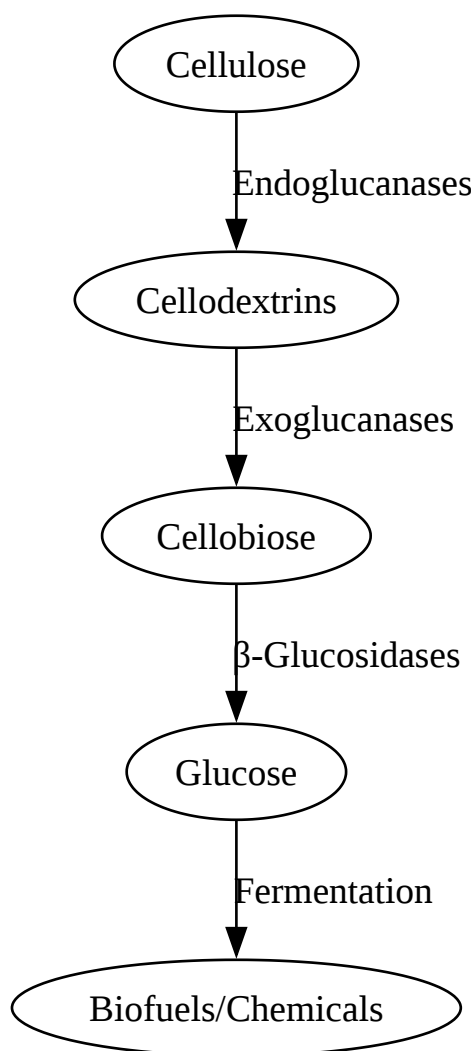 Cellulose
Endoglucanases
Cellodextrins
Exoglucanases
Cellobiose
β-Glucosidases
Glucose
Fermentation
Biofuels/Chemicals